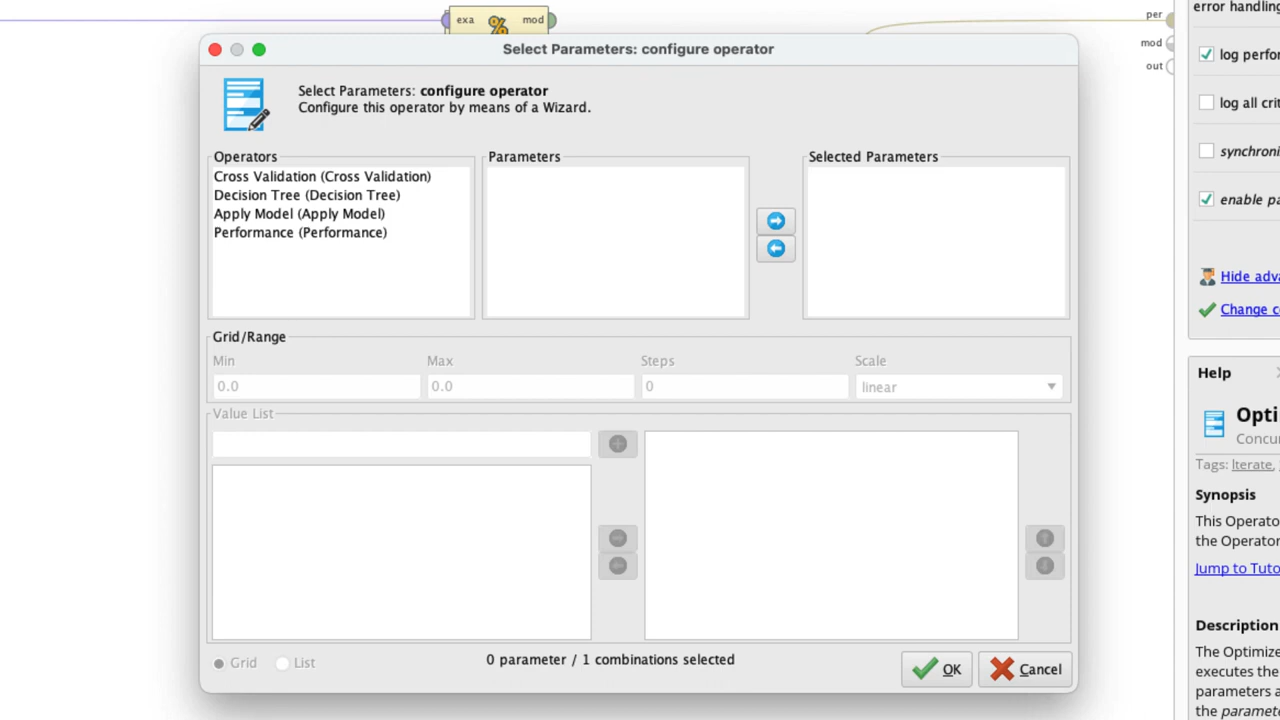 exa
mod
per
mod
out
error handling
log perfor
log all crit
synchroni
enable pa
Hide adva
Change c
Select Parameters: configure operator
Select Parameters: configure operator
Configure this operator by means of a Wizard.
Operators
Parameters
Selected Parameters
Cross Validation (Cross Validation)
Decision Tree (Decision Tree)
Apply Model (Apply Model)
Performance (Performance)
Grid/Range
Min
Max
Steps
Scale
0.0
0.0
0
linear
Value List
Grid
List
0 parameter / 1 combinations selected
OK
Cancel
Help
Opti
Concur
Tags: Iterate,
Synopsis
This Operato
the Operator
Jump to Tuto
Description
The Optimize
executes the
parameters a
the paramete